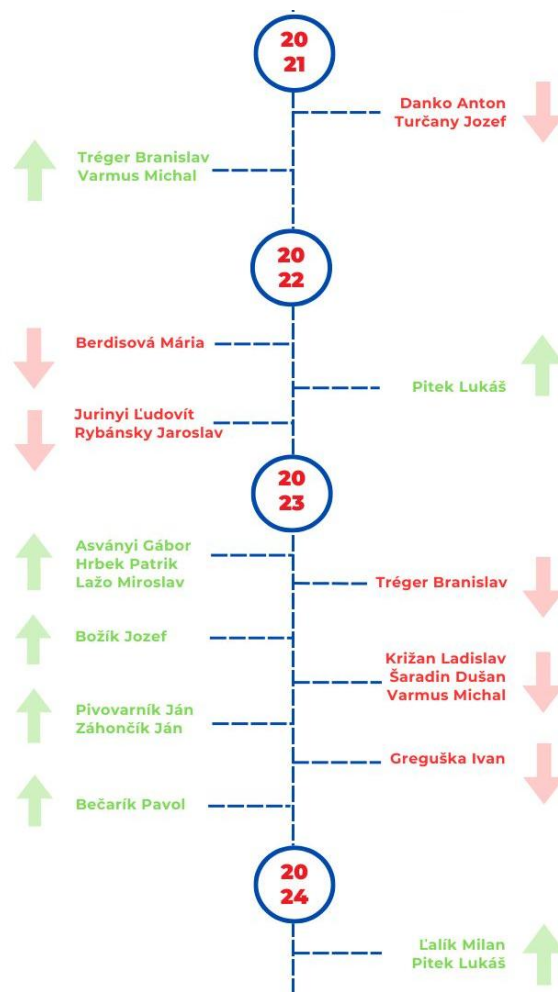 20
21
Danko Anton
Turčany Jozef
Tréger Branislav
Varmus Michal
20
22
Berdisová Mária
Pitek Lukáš
Jurinyi Ľudovít
Rybánsky Jaroslav
20
23
Asványi Gábor
Hrbek Patrik
Lažo Miroslav
Tréger Branislav
Božík Jozef
Križan Ladislav
Šaradin Dušan
Varmus Michal
Pivovarník Ján
Záhončík Ján
Greguška Ivan
Bečarík Pavol
20
24
Ľalík Milan
Pitek Lukáš